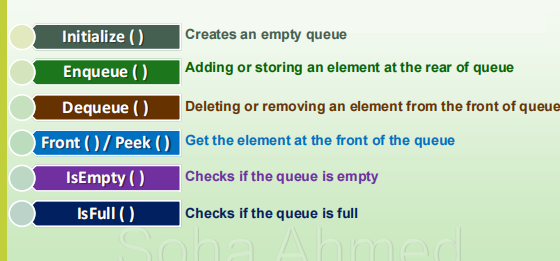 Initialize ( ) Creates an empty queue
Enqueue ( ) Adding or storing an element at the rear of queue
Dequeue ( ) Deleting or removing an element from the front of queue
Front ( ) / Peek ( ) Get the element at the front of the queue
IsEmpty ( ) Checks if the queue is empty
IsFull ( ) Checks if the queue is full
Soha Ahmed